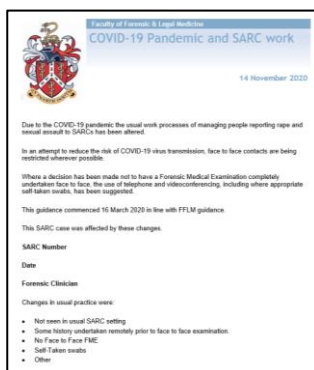 Faculty of Forensic & Legal Medicine
COVID-19 Pandemic and SARC work
14 November 2020
Due to the COVID-19 pandemic the usual work processes of managing people reporting rape and
sexual assault to SARCs has been altered.
In an attempt to reduce the risk of COVID-19 virus transmission, face to face contacts are being
restricted wherever possible.
Where a decision has been made not to have a Forensic Medical Examination completely
undertaken face to face, the use of telephone and videoconferencing, including where appropriate
self-taken swabs, has been suggested.
This guidance commenced 16 March 2020 in line with FFLM guidance.
This SARC case was affected by these changes.
SARC Number
Date
Forensic Clinician
Changes in usual practice were:
• Not seen in usual SARC setting
• Some history undertaken remotely prior to face to face examination.
• No Face to Face FME
• Self-Taken swabs
• Other